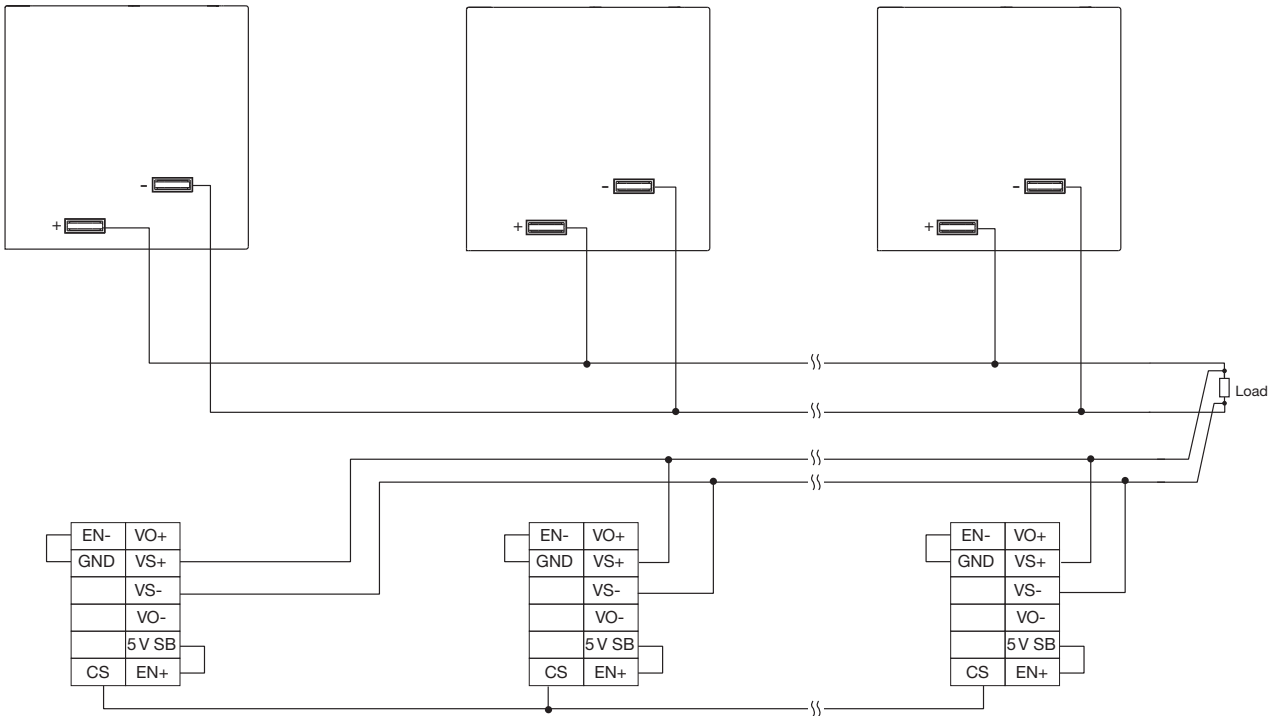 - - -
+ + +
Load
EN- VO+ EN- VO+ EN- VO+
GND VS+ GND VS+ GND VS+
VS- VS- VS-
VO- VO- VO-
5 V SB 5 V SB 5 V SB
CS EN+ CS EN+ CS EN+